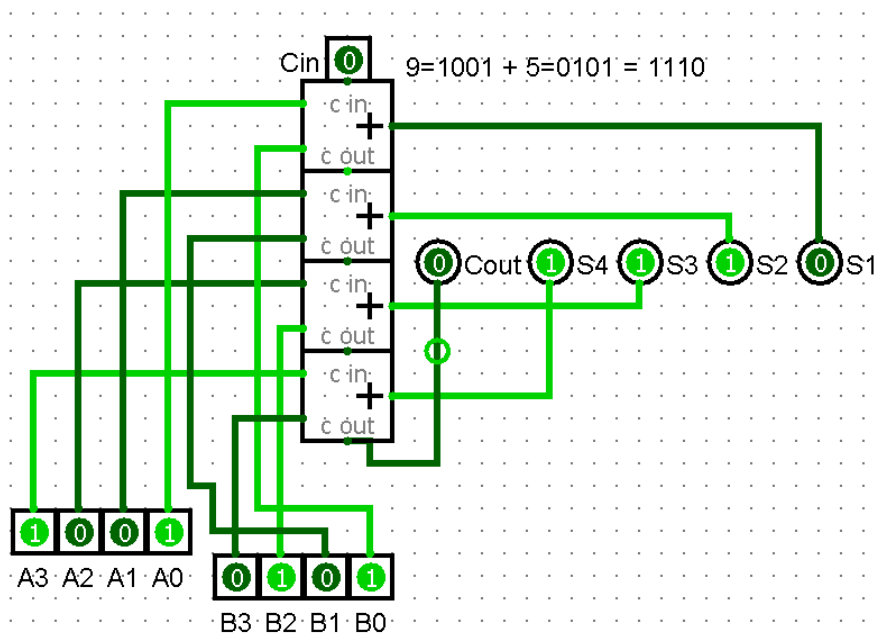 Cin 0 9=1001 + 5=0101 = 1110
c in
+
c out
c in
+
c out
0 Cout 1 S4 1 S3 1 S2 0 S1
c in
+
c out
c in
+
c out
1 0 0 1
A3 A2 A1 A0
0 1 0 1
B3 B2 B1 B0